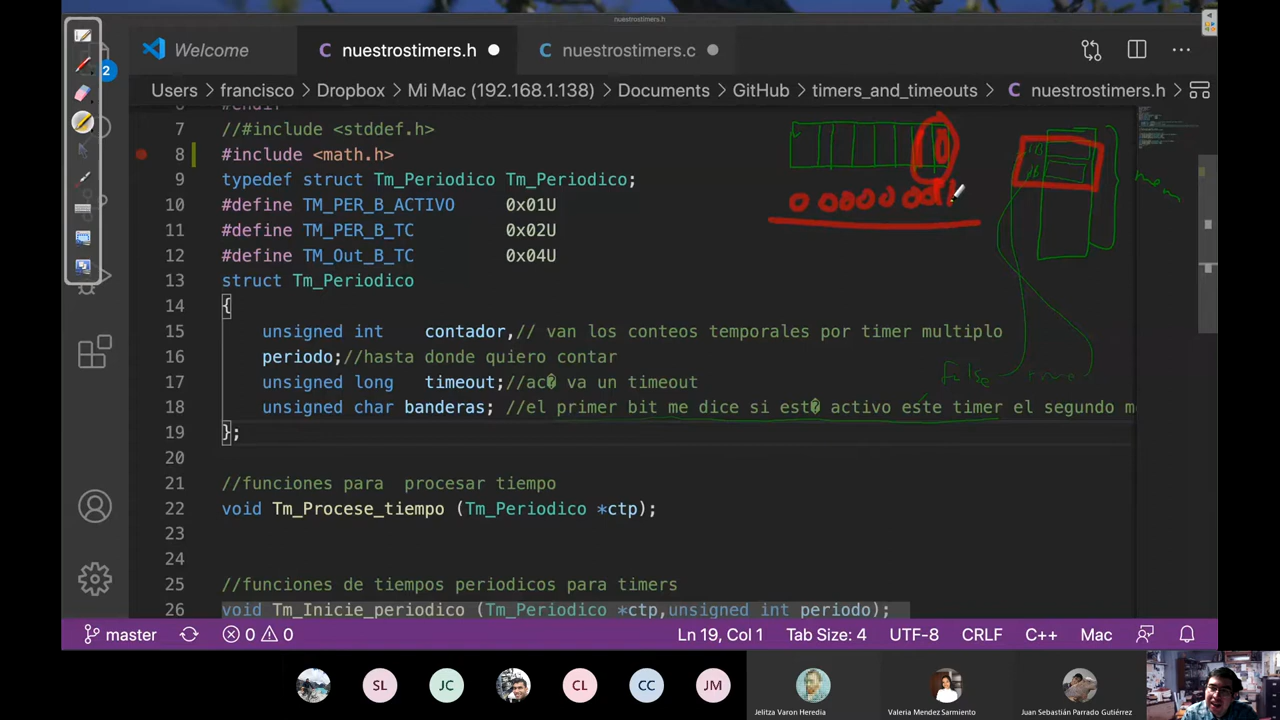 nuestrostimers.h
Welcome
C nuestrostimers.h
C nuestrostimers.c
2
Users > francisco > Dropbox > Mi Mac (192.168.1.138) > Documents > GitHub > timers_and_timeouts > C nuestrostimers.h
6 #endif
7 //#include <stddef.h>
8 #include <math.h>
9 typedef struct Tm_Periodico Tm_Periodico;
10 #define TM_PER_B_ACTIVO 0x01U
11 #define TM_PER_B_TC 0x02U
12 #define TM_Out_B_TC 0x04U
13 struct Tm_Periodico
14 {
15 unsigned int contador,// van los conteos temporales por timer multiplo
16 periodo;//hasta donde quiero contar
17 unsigned long timeout;//ac� va un timeout
18 unsigned char banderas; //el primer bit me dice si est� activo este timer el segundo m
19 };
20
21 //funciones para procesar tiempo
22 void Tm_Procese_tiempo (Tm_Periodico *ctp);
23
24
25 //funciones de tiempos periodicos para timers
26 void Tm_Inicie_periodico (Tm_Periodico *ctp,unsigned int periodo);
false
master
0 0
Ln 19, Col 1
Tab Size: 4
UTF-8
CRLF
C++
Mac
SL
JC
CL
CC
JM
Jelitza Varon Heredia
Valeria Mendez Sarmiento
Juan Sebastián Parrado Gutiérrez